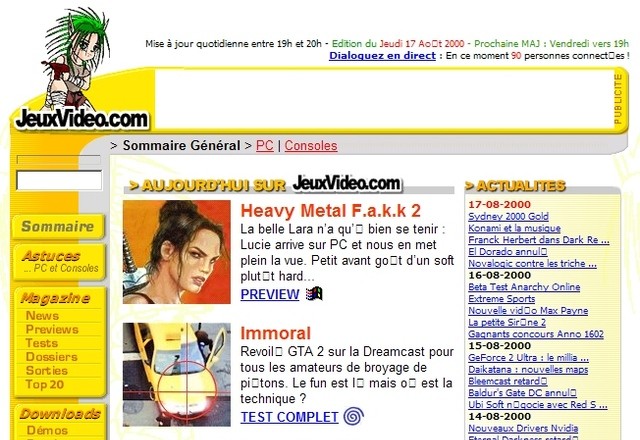 Mise à jour quotidienne entre 19h et 20h - Edition du Jeudi 17 Ao□t 2000 - Prochaine MAJ : Vendredi vers 19h
Dialoguez en direct : En ce moment 90 personnes connect□es !
PUBLICITE
JeuxVideo.com
> Sommaire Général > PC | Consoles
Sommaire
Astuces
... PC et Consoles
Magazine
News
Previews
Tests
Dossiers
Sorties
Top 20
Downloads
Démos
> AUJOURD'HUI SUR JeuxVideo.com
Heavy Metal F.a.k.k 2
La belle Lara n'a qu'□ bien se tenir :
Lucie arrive sur PC et nous en met
plein la vue. Petit avant go□t d'un soft
plut□t hard...
PREVIEW
Immoral
Revoil□ GTA 2 sur la Dreamcast pour
tous les amateurs de broyage de
pi□tons. Le fun est l□ mais o□ est la
technique ?
TEST COMPLET
> ACTUALITES
17-08-2000
Sydney 2000 Gold
Konami et la musique
Franck Herbert dans Dark Re ...
El Dorado annul□
Novalogic contre les triche ...
16-08-2000
Beta Test Anarchy Online
Extreme Sports
Nouvelle vid□o Max Payne
La petite Sir□ne 2
Gagnants concours Anno 1602
15-08-2000
GeForce 2 Ultra : le millia ...
Daikatana : nouvelles maps
Bleemcast retard□
Baldur's Gate DC annul□
Ubi Soft n□gocie avec Red S ...
14-08-2000
Nouveaux Drivers Nvidia
Eternal Darkness retard□